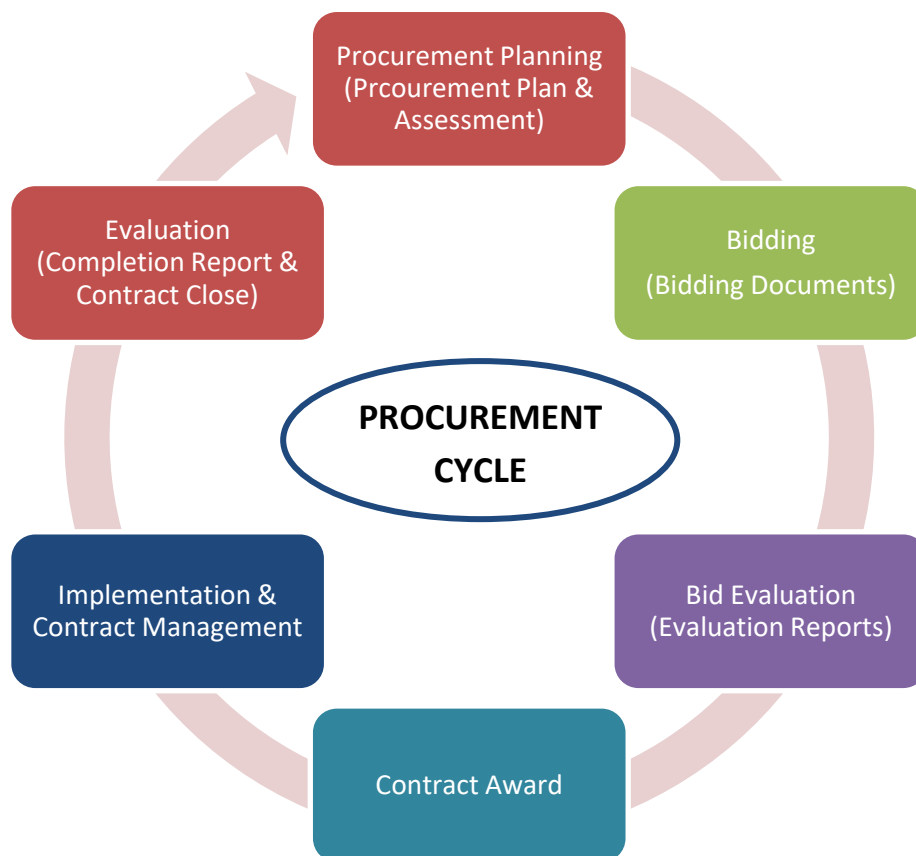 Procurement Planning
(Prcourement Plan &
Assessment)
Bidding
(Bidding Documents)
Bid Evaluation
(Evaluation Reports)
Contract Award
Implementation &
Contract Management
Evaluation
(Completion Report &
Contract Close)
PROCUREMENT
CYCLE